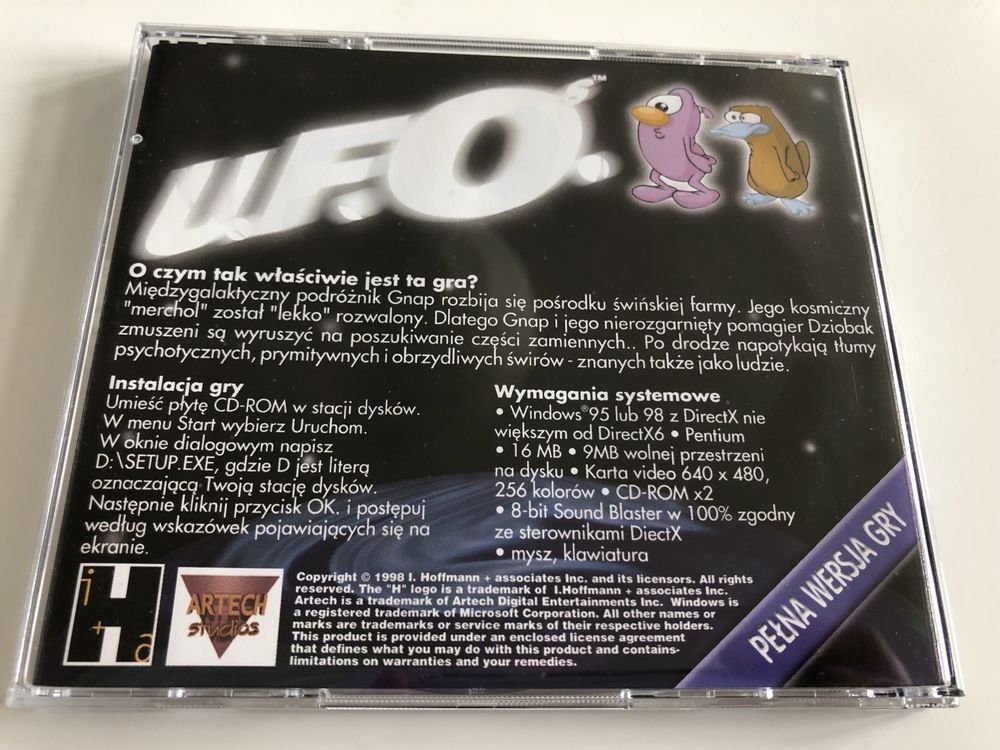 U.F.O.s™
O czym tak właściwie jest ta gra?
Międzygalaktyczny podróżnik Gnap rozbija się pośrodku świńskiej farmy. Jego kosmiczny
"merchol" został "lekko" rozwalony. Dlatego Gnap i jego nierozgarnięty pomagier Dziobak
zmuszeni są wyruszyć na poszukiwanie części zamiennych.. Po drodze napotykają tłumy
psychotycznych, prymitywnych i obrzydliwych świrów - znanych także jako ludzie.
Instalacja gry
Umieść płytę CD-ROM w stacji dysków.
W menu Start wybierz Uruchom.
W oknie dialogowym napisz
D:\SETUP.EXE, gdzie D jest literą
oznaczającą Twoją stację dysków.
Następnie kliknij przycisk OK. i postępuj
według wskazówek pojawiających się na
ekranie.
Wymagania systemowe
• Windows®95 lub 98 z DirectX nie
większym od DirectX6 • Pentium
• 16 MB • 9MB wolnej przestrzeni
na dysku • Karta video 640 x 480,
256 kolorów • CD-ROM x2
• 8-bit Sound Blaster w 100% zgodny
ze sterownikami DiectX
• mysz, klawiatura
PEŁNA WERSJA GRY
i H + a
ARTECH
studios
Copyright © 1998 I. Hoffmann + associates Inc. and its licensors. All rights
reserved. The "H" logo is a trademark of I.Hoffmann + associates Inc.
Artech is a trademark of Artech Digital Entertainments Inc. Windows is
a registered trademark of Microsoft Corporation. All other names or
marks are trademarks or service marks of their respective holders.
This product is provided under an enclosed license agreement
that defines what you may do with this product and contains-
limitations on warranties and your remedies.